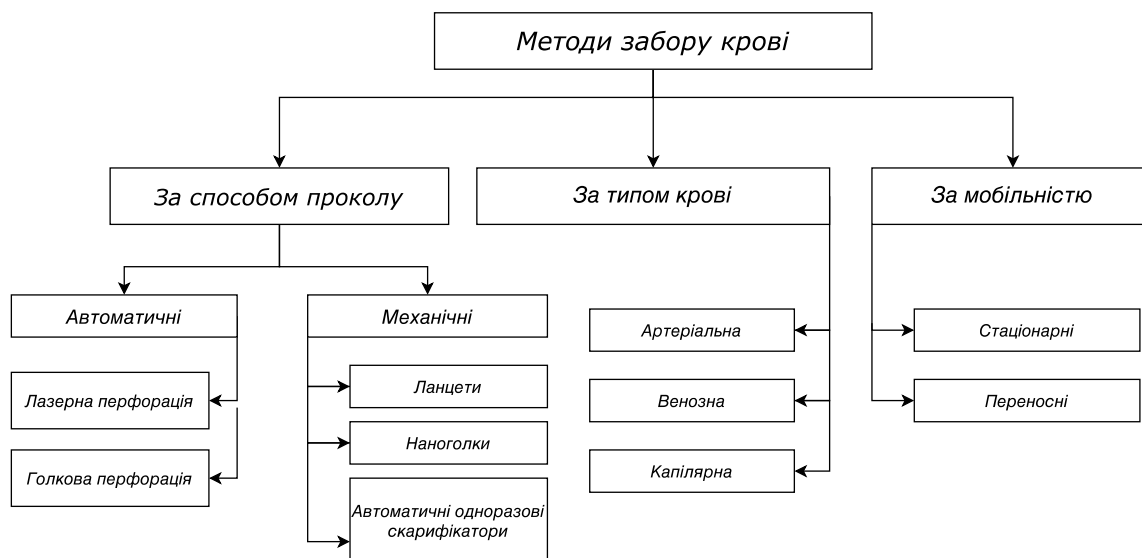 Методи забору крові
За способом проколу
За типом крові
За мобільністю
Автоматичні
Механічні
Лазерна перфорація
Голкова перфорація
Ланцети
Наноголки
Автоматичні одноразові
скарифікатори
Артеріальна
Венозна
Капілярна
Стаціонарні
Переносні